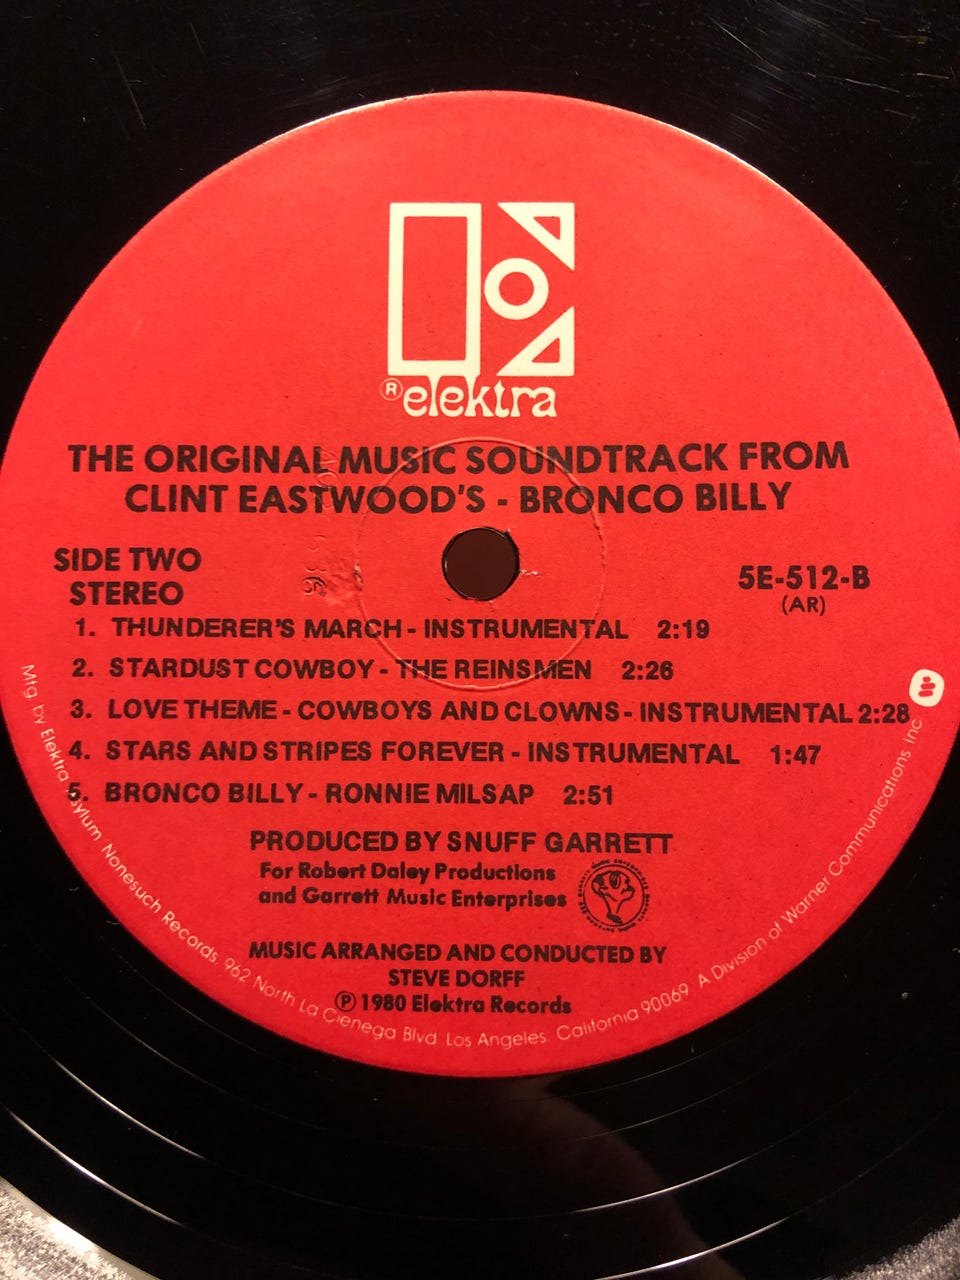 ® elektra
THE ORIGINAL MUSIC SOUNDTRACK FROM
CLINT EASTWOOD'S - BRONCO BILLY
SIDE TWO
STEREO
5E-512-B
(AR)
1. THUNDERER'S MARCH - INSTRUMENTAL 2:19
2. STARDUST COWBOY - THE REINSMEN 2:26
3. LOVE THEME - COWBOYS AND CLOWNS - INSTRUMENTAL 2:28
4. STARS AND STRIPES FOREVER - INSTRUMENTAL 1:47
5. BRONCO BILLY - RONNIE MILSAP 2:51
PRODUCED BY SNUFF GARRETT
For Robert Daley Productions
and Garrett Music Enterprises
MUSIC ARRANGED AND CONDUCTED BY
STEVE DORFF
℗ 1980 Elektra Records
Mfg. by Elektra Asylum Nonesuch Records, 962 North La Cienega Blvd. Los Angeles, California 90069 A Division of Warner Communications Inc.